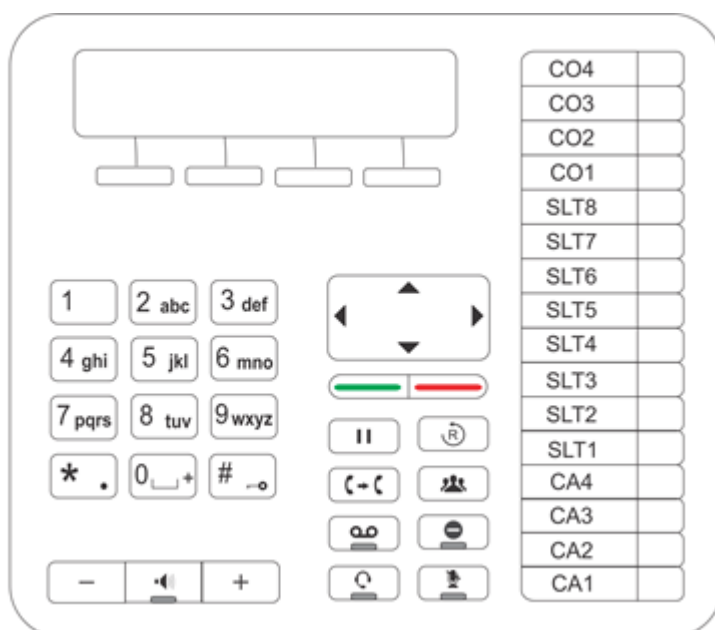 CO4
CO3
CO2
CO1
SLT8
SLT7
SLT6
SLT5
SLT4
SLT3
SLT2
SLT1
CA4
CA3
CA2
CA1
1 2 abc 3 def
4 ghi 5 jkl 6 mno
7 pqrs 8 tuv 9 wxyz
* . 0 + #
R
− +